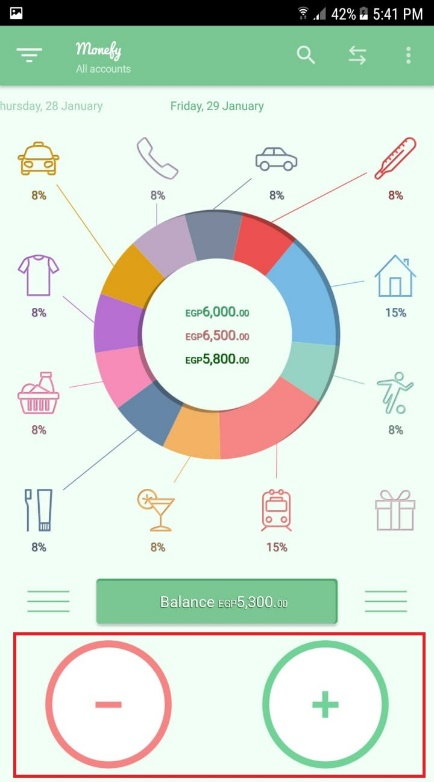 42% 5:41 PM
Monefy
All accounts
hursday, 28 January
Friday, 29 January
8%
8%
8%
8%
8%
15%
EGP6,000.00
EGP6,500.00
EGP5,800.00
8%
8%
8%
8%
15%
Balance EGP5,300.00